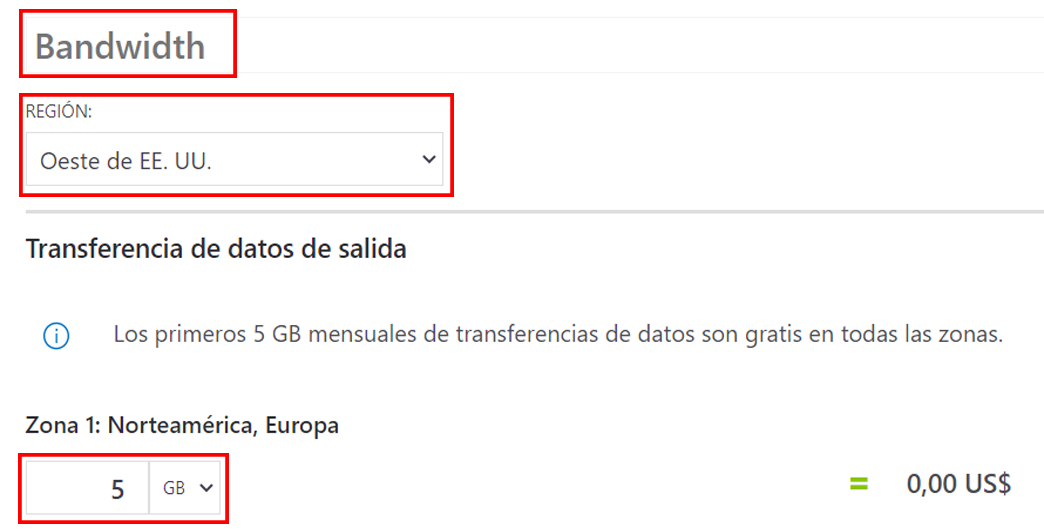 Bandwidth
REGIÓN:
Oeste de EE. UU.
Transferencia de datos de salida
Los primeros 5 GB mensuales de transferencias de datos son gratis en todas las zonas.
Zona 1: Norteamérica, Europa
5 GB = 0,00 US$